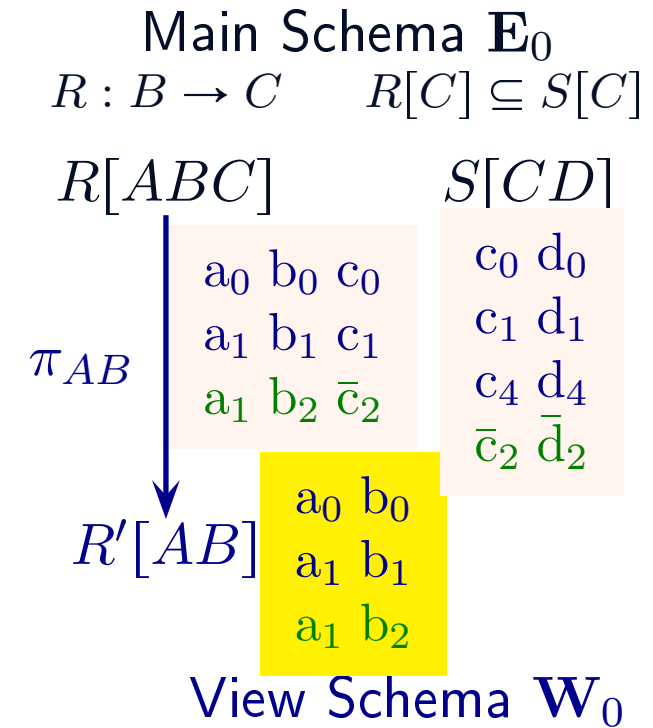 Main Schema E₀
R : B → C  R[C] ⊆ S[C]
R[ABC]  S[CD]
a₀ b₀ c₀  c₀ d₀
a₁ b₁ c₁  c₁ d₁
π_AB
a₁ b₂ c̄₂  c₄ d₄
c̄₂ d̄₂
a₀ b₀
R′[AB]
a₁ b₁
a₁ b₂
View Schema W₀